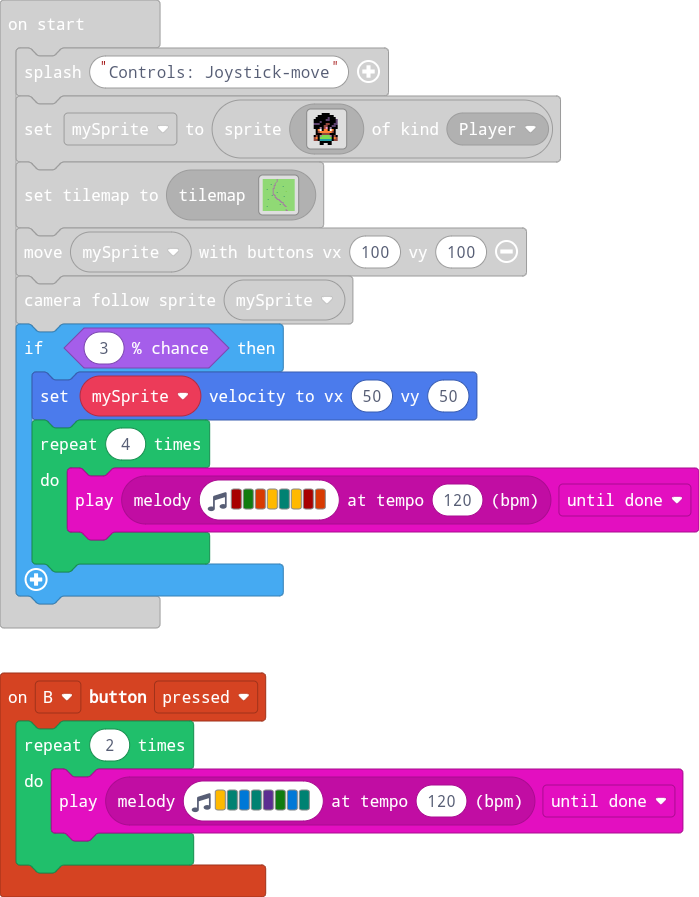 on start
splash "Controls: Joystick-move"
set mySprite to sprite of kind Player
set tilemap to tilemap
move mySprite with buttons vx 100 vy 100
camera follow sprite mySprite
if 3 % chance then
set mySprite velocity to vx 50 vy 50
repeat 4 times
do
play melody at tempo 120 (bpm) until done
on B button pressed
repeat 2 times
do
play melody at tempo 120 (bpm) until done